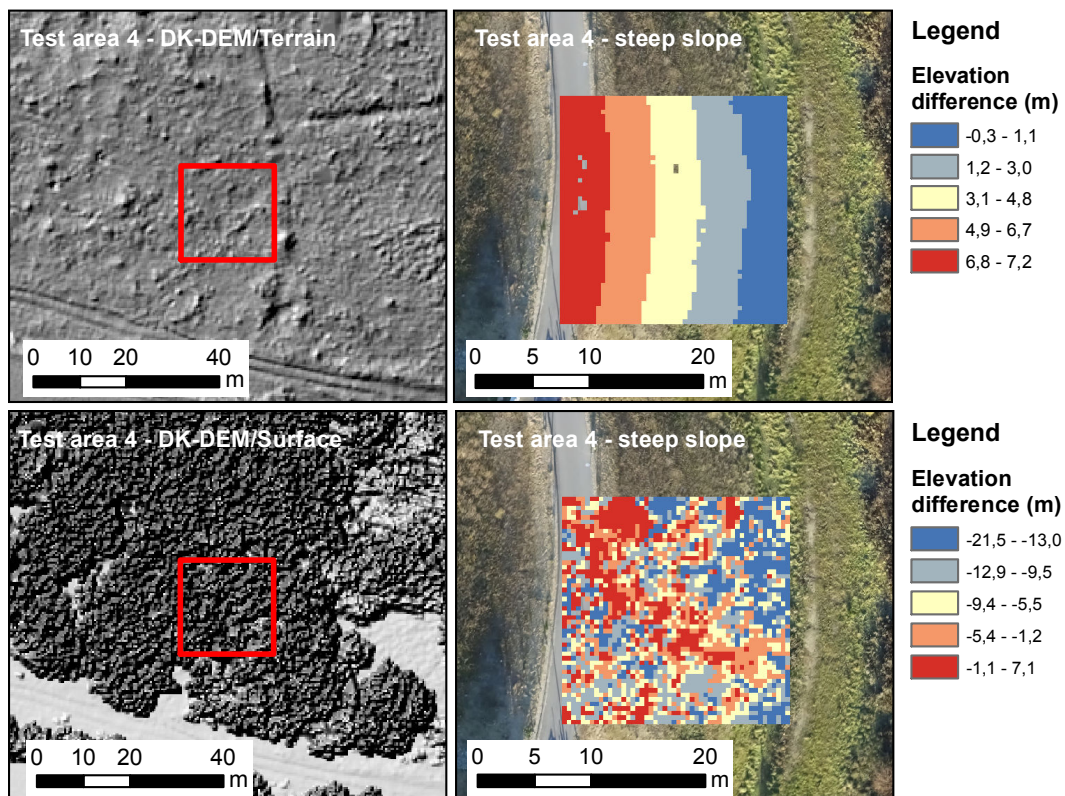 Test area 4 - DK-DEM/Terrain
0 10 20 40
m
Test area 4 - steep slope
0 5 10 20
m
Legend
Elevation
difference (m)
-0,3 - 1,1
1,2 - 3,0
3,1 - 4,8
4,9 - 6,7
6,8 - 7,2
Test area 4 - DK-DEM/Surface
0 10 20 40
m
Test area 4 - steep slope
0 5 10 20
m
Legend
Elevation
difference (m)
-21,5 - -13,0
-12,9 - -9,5
-9,4 - -5,5
-5,4 - -1,2
-1,1 - 7,1